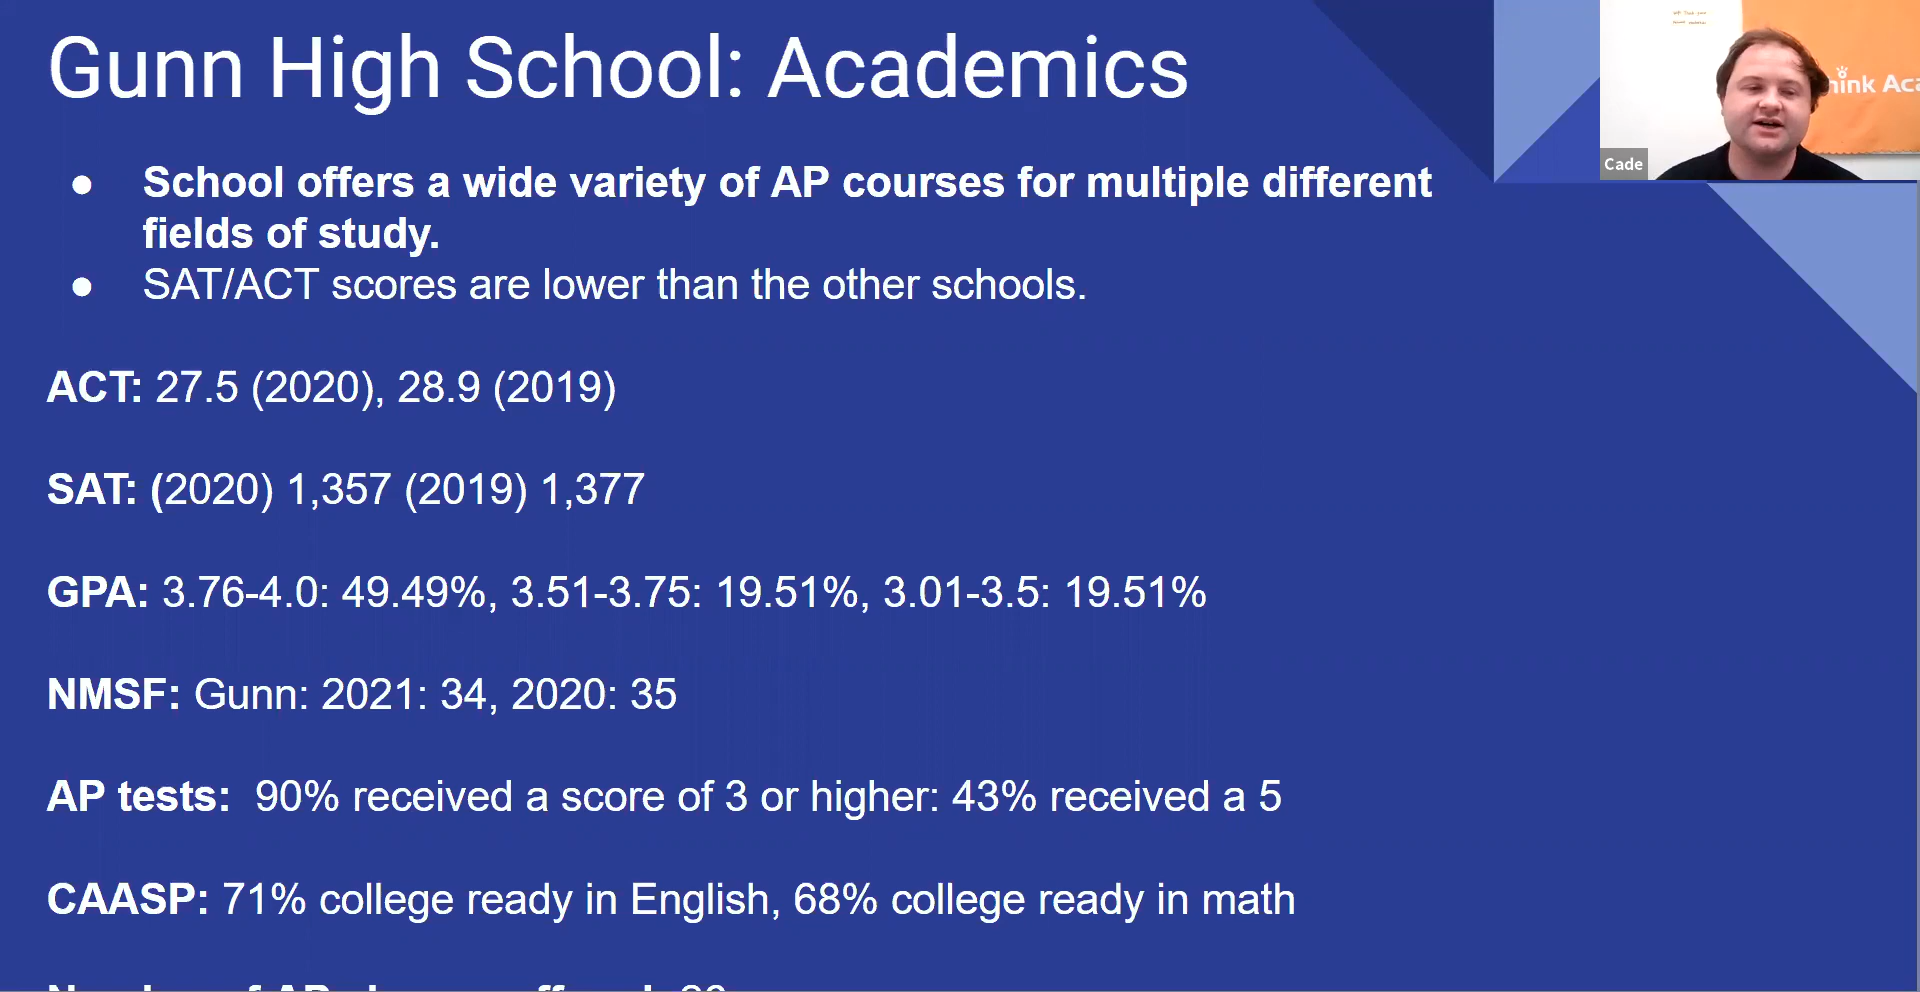 Gunn High School: Academics
● School offers a wide variety of AP courses for multiple different
fields of study.
● SAT/ACT scores are lower than the other schools.
ACT: 27.5 (2020), 28.9 (2019)
SAT: (2020) 1,357 (2019) 1,377
GPA: 3.76-4.0: 49.49%, 3.51-3.75: 19.51%, 3.01-3.5: 19.51%
NMSF: Gunn: 2021: 34, 2020: 35
AP tests:  90% received a score of 3 or higher: 43% received a 5
CAASP: 71% college ready in English, 68% college ready in math
hink Aca
Cade